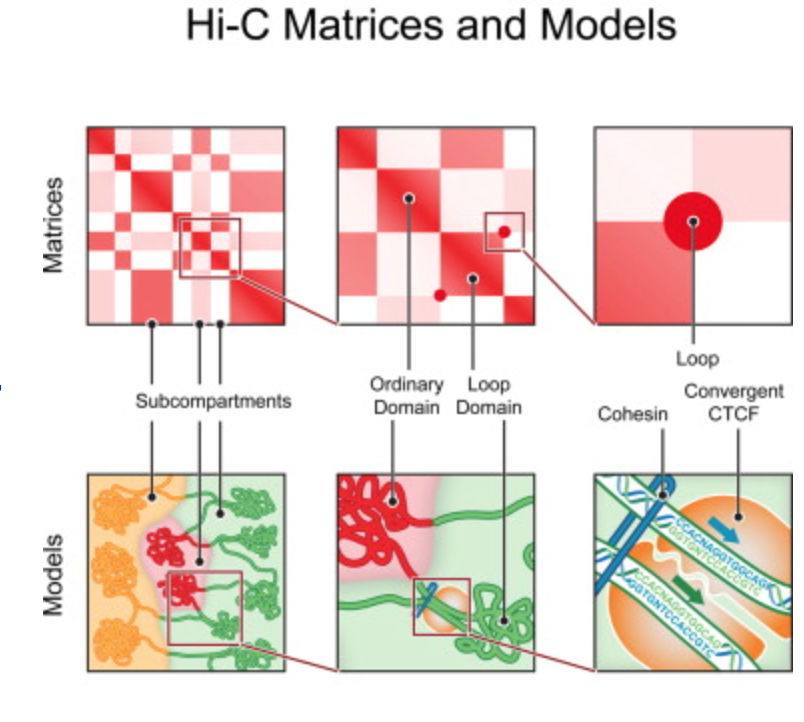 Hi-C Matrices and Models
Matrices
Loop
Subcompartments
Ordinary
Domain
Loop
Domain
Cohesin
Convergent
CTCF
Models
CCACNAGGTGGCAG
GGTGNTCCACCGTC
CCACNAGGTGGCAG
GGTGNTCCACCGTC